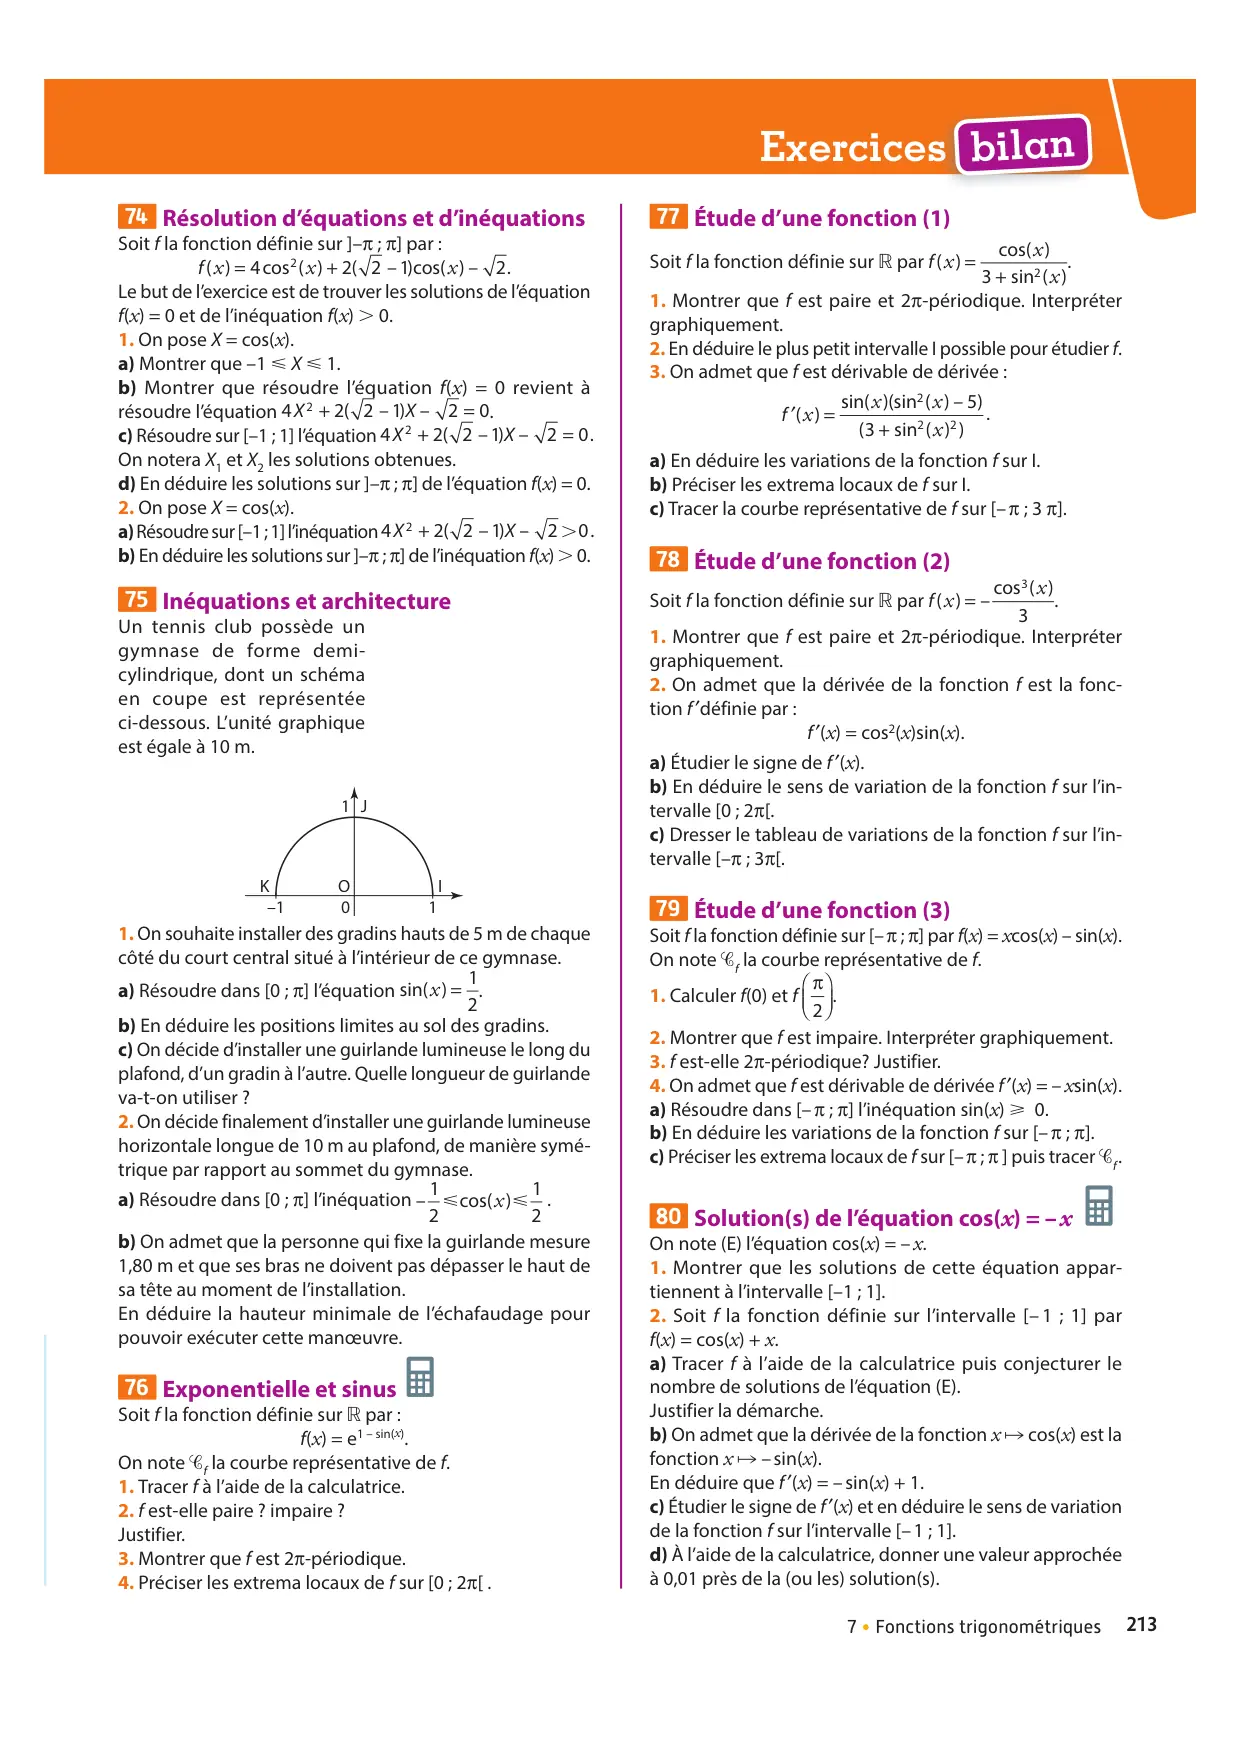 Exercices bilan
74 Résolution d’équations et d’inéquations
Soit f la fonction définie sur ]–π ; π] par :
f(x) = 4cos²(x) + 2(√2 – 1)cos(x) – √2.
Le but de l’exercice est de trouver les solutions de l’équation
f(x) = 0 et de l’inéquation f(x) > 0.
1. On pose X = cos(x).
a) Montrer que –1 ⩽ X ⩽ 1.
b) Montrer que résoudre l’équation f(x) = 0 revient à
résoudre l’équation 4X² + 2(√2 – 1)X – √2 = 0.
c) Résoudre sur [–1 ; 1] l’équation 4X² + 2(√2 – 1)X – √2 = 0.
On notera X₁ et X₂ les solutions obtenues.
d) En déduire les solutions sur ]–π ; π] de l’équation f(x) = 0.
2. On pose X = cos(x).
a) Résoudre sur [–1 ; 1] l’inéquation 4X² + 2(√2 – 1)X – √2 > 0.
b) En déduire les solutions sur ]–π ; π] de l’inéquation f(x) > 0.
75 Inéquations et architecture
Un tennis club possède un
gymnase de forme demi-
cylindrique, dont un schéma
en coupe est représentée
ci-dessous. L’unité graphique
est égale à 10 m.
1 J
K O I
–1 0 1
1. On souhaite installer des gradins hauts de 5 m de chaque
côté du court central situé à l’intérieur de ce gymnase.
a) Résoudre dans [0 ; π] l’équation sin(x) = 1/2.
b) En déduire les positions limites au sol des gradins.
c) On décide d’installer une guirlande lumineuse le long du
plafond, d’un gradin à l’autre. Quelle longueur de guirlande
va-t-on utiliser ?
2. On décide finalement d’installer une guirlande lumineuse
horizontale longue de 10 m au plafond, de manière symé-
trique par rapport au sommet du gymnase.
a) Résoudre dans [0 ; π] l’inéquation –1/2 ⩽ cos(x) ⩽ 1/2 .
b) On admet que la personne qui fixe la guirlande mesure
1,80 m et que ses bras ne doivent pas dépasser le haut de
sa tête au moment de l’installation.
En déduire la hauteur minimale de l’échafaudage pour
pouvoir exécuter cette manœuvre.
76 Exponentielle et sinus
Soit f la fonction définie sur ℝ par :
f(x) = e^(1 – sin(x)).
On note 𝒞f la courbe représentative de f.
1. Tracer f à l’aide de la calculatrice.
2. f est-elle paire ? impaire ?
Justifier.
3. Montrer que f est 2π-périodique.
4. Préciser les extrema locaux de f sur [0 ; 2π[ .
77 Étude d’une fonction (1)
Soit f la fonction définie sur ℝ par f(x) = cos(x)/(3 + sin²(x)).
1. Montrer que f est paire et 2π-périodique. Interpréter
graphiquement.
2. En déduire le plus petit intervalle I possible pour étudier f.
3. On admet que f est dérivable de dérivée :
f′(x) = sin(x)(sin²(x) – 5)/(3 + sin²(x)²) .
a) En déduire les variations de la fonction f sur I.
b) Préciser les extrema locaux de f sur I.
c) Tracer la courbe représentative de f sur [– π ; 3 π].
78 Étude d’une fonction (2)
Soit f la fonction définie sur ℝ par f(x) = –cos³(x)/3.
1. Montrer que f est paire et 2π-périodique. Interpréter
graphiquement.
2. On admet que la dérivée de la fonction f est la fonc-
tion f′définie par :
f′(x) = cos²(x)sin(x).
a) Étudier le signe de f′(x).
b) En déduire le sens de variation de la fonction f sur l’in-
tervalle [0 ; 2π[.
c) Dresser le tableau de variations de la fonction f sur l’in-
tervalle [–π ; 3π[.
79 Étude d’une fonction (3)
Soit f la fonction définie sur [– π ; π] par f(x) = xcos(x) – sin(x).
On note 𝒞f la courbe représentative de f.
1. Calculer f(0) et f(π/2).
2. Montrer que f est impaire. Interpréter graphiquement.
3. f est-elle 2π-périodique? Justifier.
4. On admet que f est dérivable de dérivée f′(x) = – xsin(x).
a) Résoudre dans [– π ; π] l’inéquation sin(x) ⩾ 0.
b) En déduire les variations de la fonction f sur [– π ; π].
c) Préciser les extrema locaux de f sur [– π ; π ] puis tracer 𝒞f.
80 Solution(s) de l’équation cos(x) = – x
On note (E) l’équation cos(x) = – x.
1. Montrer que les solutions de cette équation appar-
tiennent à l’intervalle [–1 ; 1].
2. Soit f la fonction définie sur l’intervalle [– 1 ; 1] par
f(x) = cos(x) + x.
a) Tracer f à l’aide de la calculatrice puis conjecturer le
nombre de solutions de l’équation (E).
Justifier la démarche.
b) On admet que la dérivée de la fonction x ↦ cos(x) est la
fonction x ↦ – sin(x).
En déduire que f′(x) = – sin(x) + 1.
c) Étudier le signe de f′(x) et en déduire le sens de variation
de la fonction f sur l’intervalle [– 1 ; 1].
d) À l’aide de la calculatrice, donner une valeur approchée
à 0,01 près de la (ou les) solution(s).
7 • Fonctions trigonométriques 213